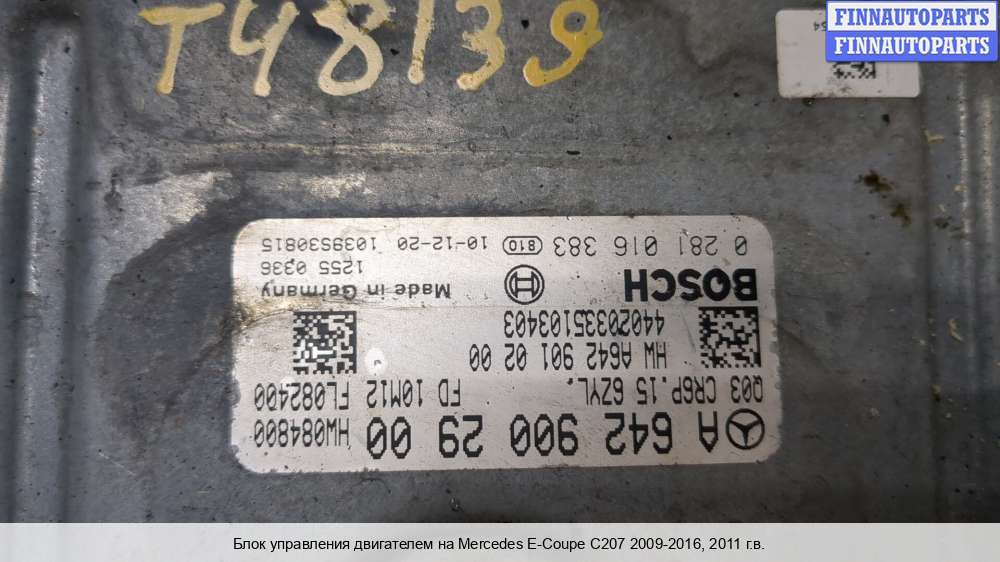 T48139
FINNAUTOPARTS
FINNAUTOPARTS
A 642 900 29 00
HW084800
Q03 CR6P.15 6ZYL.
FD 10M12 FL082400
HW A642 901 02 00
44020335103403
BOSCH
Made in Germany
1255 0336
0 281 016 383
810
10-12-20 1039S30815
Блок управления двигателем на Mercedes E-Coupe C207 2009-2016, 2011 г.в.